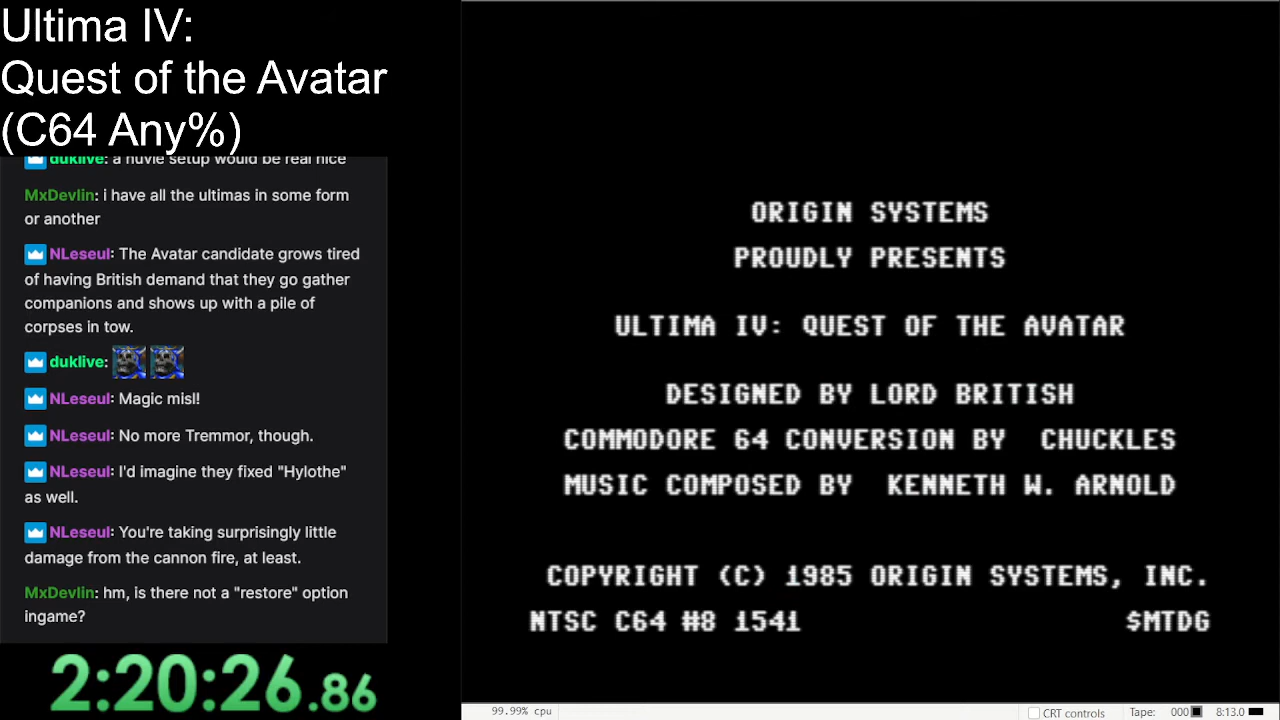 Ultima IV:
Quest of the Avatar
(C64 Any%)
duklive: a nuvie setup would be real nice
MxDevlin: i have all the ultimas in some form
or another
NLeseul: The Avatar candidate grows tired
of having British demand that they go gather
companions and shows up with a pile of
corpses in tow.
duklive:
NLeseul: Magic misl!
NLeseul: No more Tremmor, though.
NLeseul: I'd imagine they fixed "Hylothe"
as well.
NLeseul: You're taking surprisingly little
damage from the cannon fire, at least.
MxDevlin: hm, is there not a "restore" option
ingame?
2:20:26.86
ORIGIN SYSTEMS
PROUDLY PRESENTS
ULTIMA IV: QUEST OF THE AVATAR
DESIGNED BY LORD BRITISH
COMMODORE 64 CONVERSION BY CHUCKLES
MUSIC COMPOSED BY KENNETH W. ARNOLD
COPYRIGHT (C) 1985 ORIGIN SYSTEMS, INC.
NTSC C64 #8 1541 $MTDG
99.99% cpu CRT controls Tape: 000 8:13.0